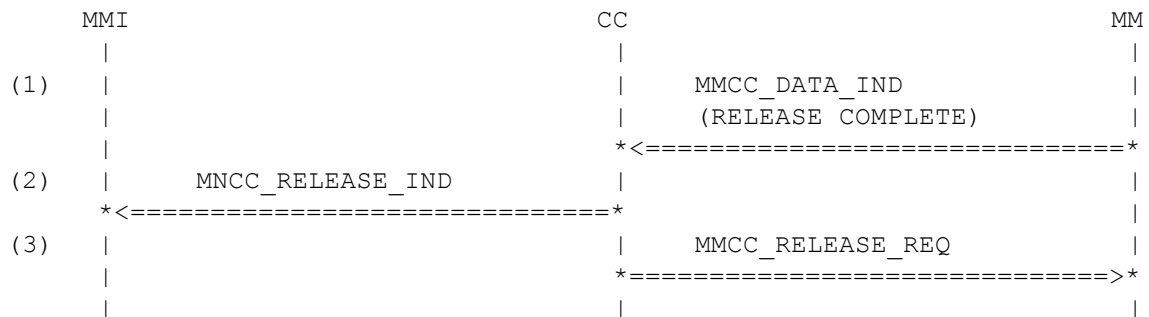 MMI CC MM
(1) MMCC_DATA_IND
(RELEASE COMPLETE)
*<==============================*
(2) MNCC_RELEASE_IND
*<==============================*
(3) MMCC_RELEASE_REQ
*==============================>*